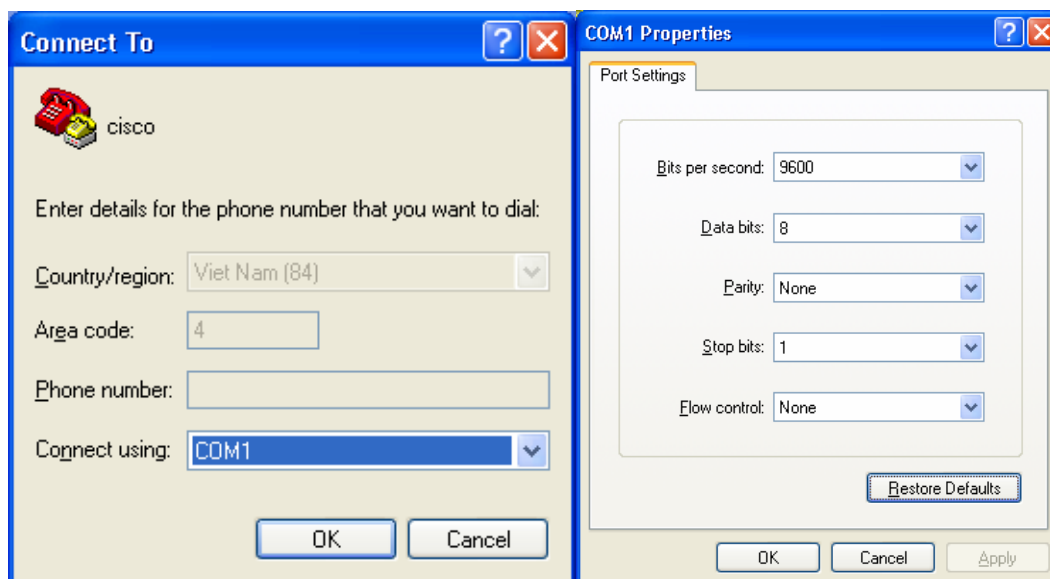 Connect To
cisco
Enter details for the phone number that you want to dial:
Country/region: Viet Nam (84)
Area code: 4
Phone number:
Connect using: COM1
OK Cancel
COM1 Properties
Port Settings
Bits per second: 9600
Data bits: 8
Parity: None
Stop bits: 1
Flow control: None
Restore Defaults
OK Cancel Apply